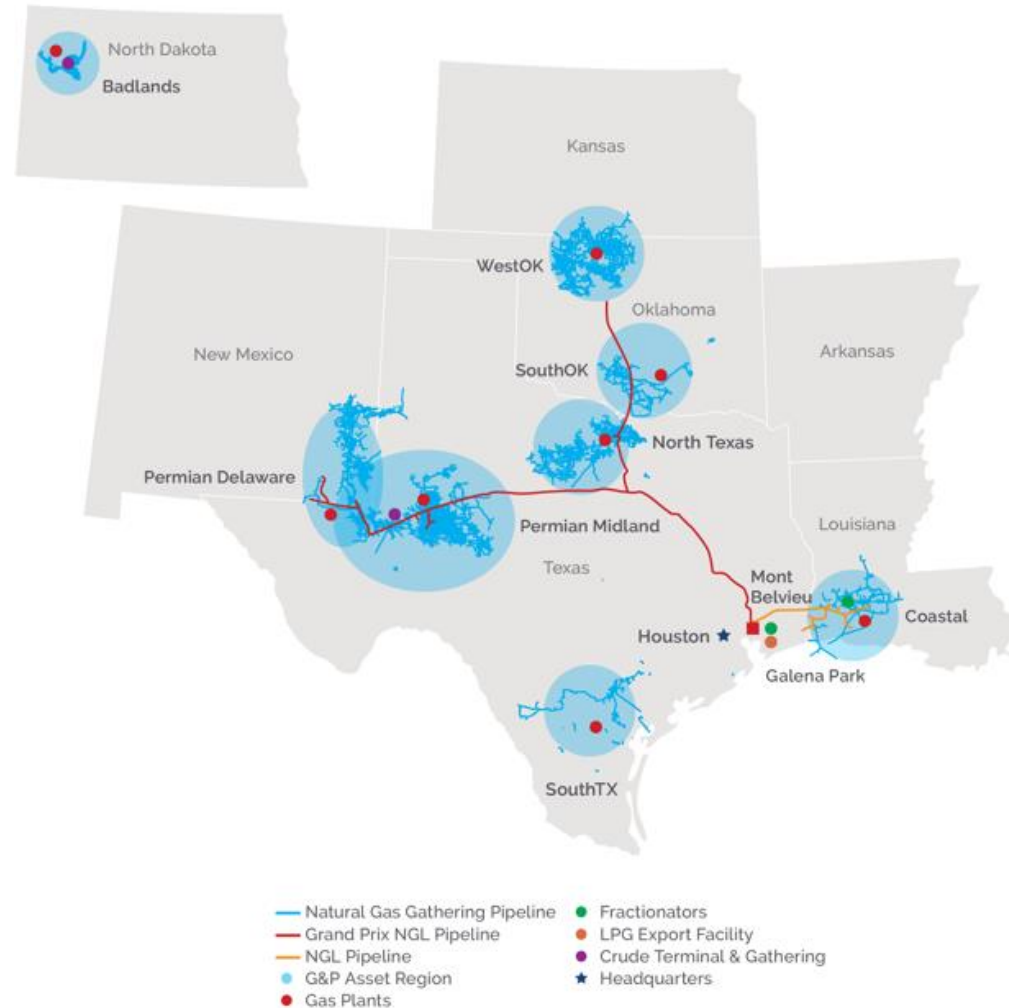 North Dakota
Badlands
Kansas
WestOK
Oklahoma
New Mexico
Arkansas
SouthOK
North Texas
Permian Delaware
Permian Midland
Louisiana
Texas
Mont
Belvieu
Coastal
Houston
Galena Park
SouthTX
Natural Gas Gathering Pipeline
Grand Prix NGL Pipeline
NGL Pipeline
G&P Asset Region
Gas Plants
Fractionators
LPG Export Facility
Crude Terminal & Gathering
Headquarters